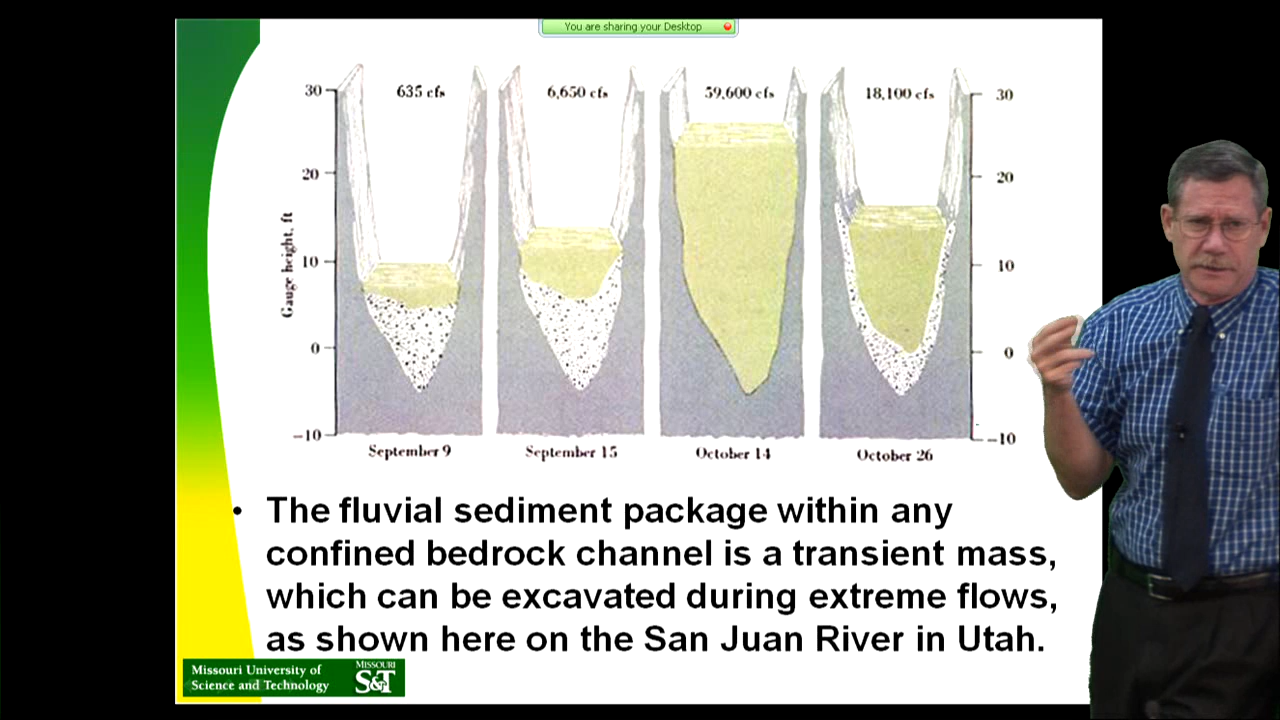 You are sharing your Desktop
635 cfs 6,650 cfs 59,600 cfs 18,100 cfs
30 30
20 20
10 10
0 0
-10 -10
Gauge height, ft
September 9 September 15 October 14 October 26
• The fluvial sediment package within any
confined bedrock channel is a transient mass,
which can be excavated during extreme flows,
as shown here on the San Juan River in Utah.
Missouri University of
Science and Technology
MISSOURI
S&T